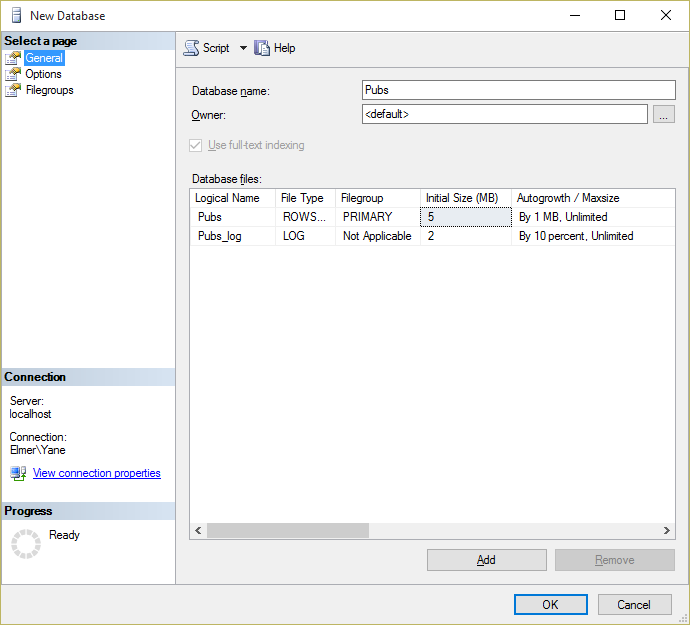 New Database
Select a page
General
Options
Filegroups
Script Help
Database name: Pubs
Owner: <default> ...
Use full-text indexing
Database files:
Logical Name File Type Filegroup Initial Size (MB) Autogrowth / Maxsize
Pubs ROWS... PRIMARY 5 By 1 MB, Unlimited
Pubs_log LOG Not Applicable 2 By 10 percent, Unlimited
Connection
Server:
localhost
Connection:
Elmer\Yane
View connection properties
Progress
Ready
Add Remove
OK Cancel